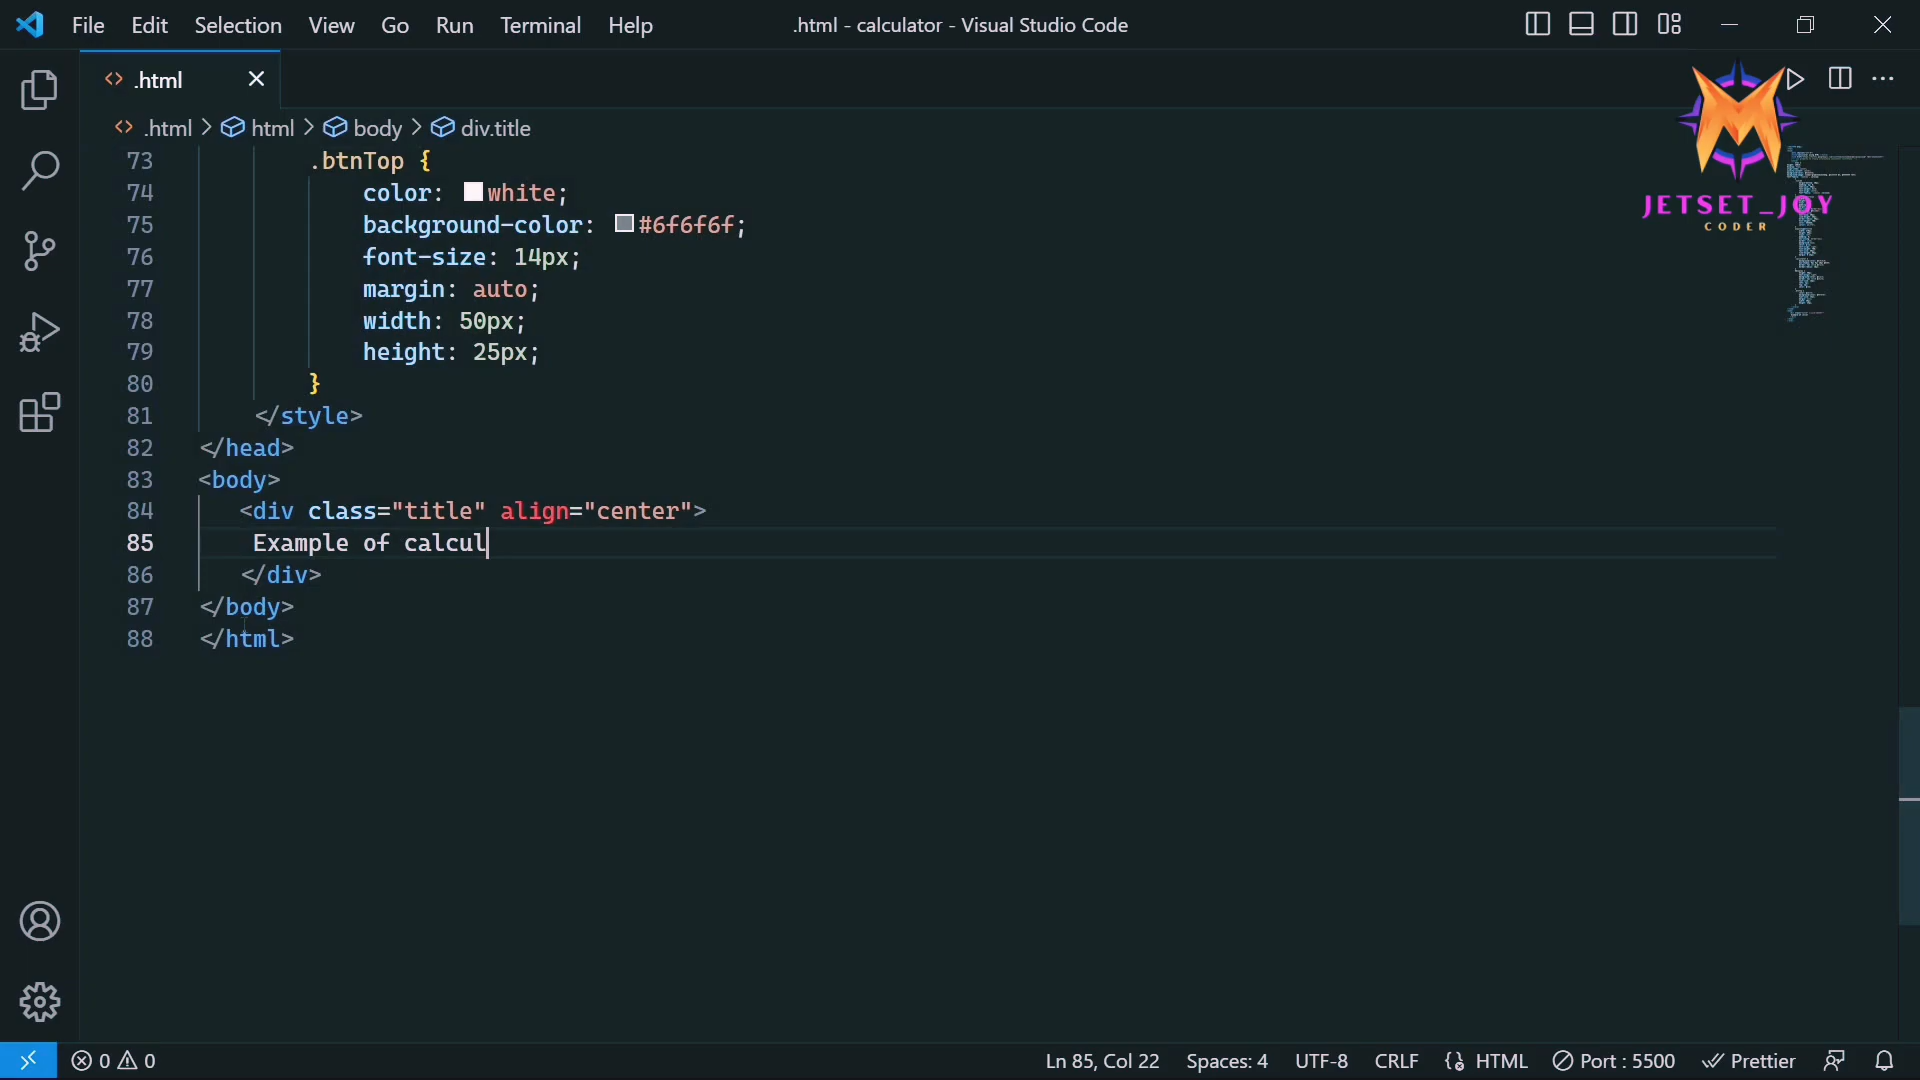 File Edit Selection View Go Run Terminal Help
.html - calculator - Visual Studio Code
.html
.html > html > body > div.title
JETSET_JOY
CODER
73 .btnTop {
74 color: white;
75 background-color: #6f6f6f;
76 font-size: 14px;
77 margin: auto;
78 width: 50px;
79 height: 25px;
80 }
81 </style>
82 </head>
83 <body>
84 <div class="title" align="center">
85 Example of calcul
86 </div>
87 </body>
88 </html>
0 0 Ln 85, Col 22 Spaces: 4 UTF-8 CRLF HTML Port : 5500 Prettier